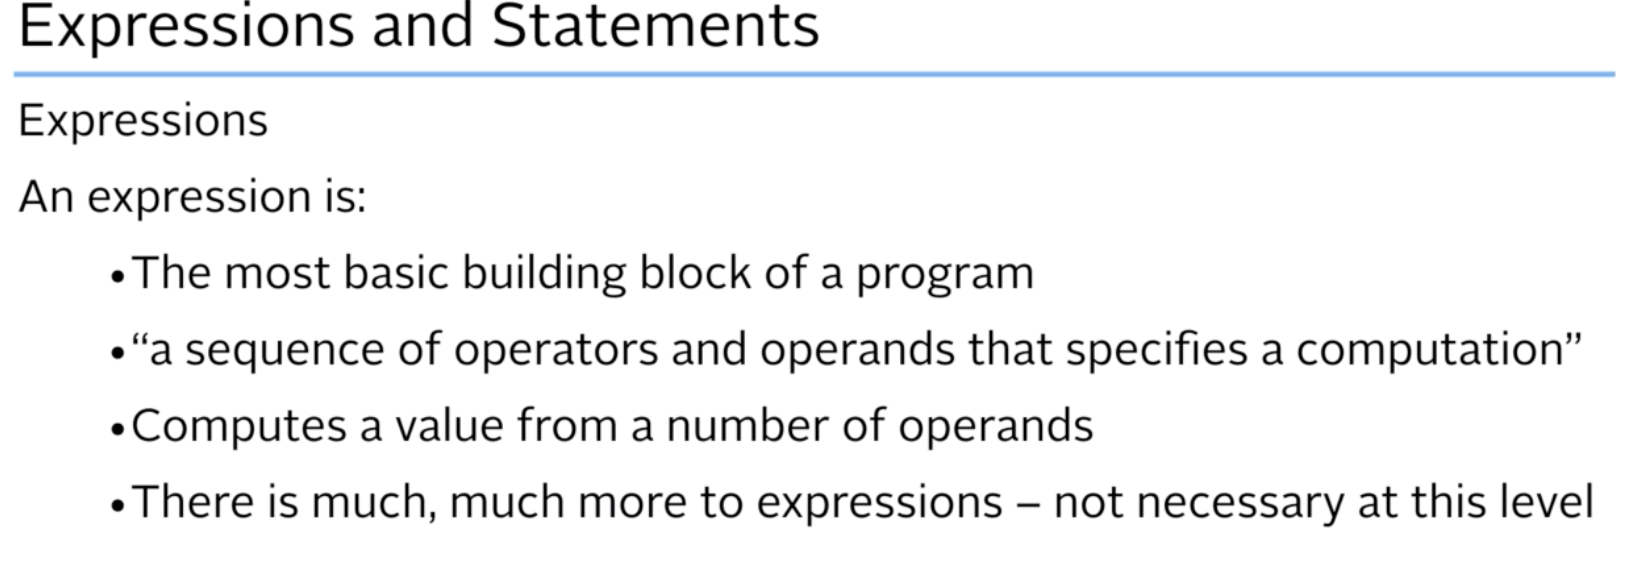 Expressions and Statements
Expressions
An expression is:
•The most basic building block of a program
•“a sequence of operators and operands that specifies a computation”
•Computes a value from a number of operands
•There is much, much more to expressions – not necessary at this level